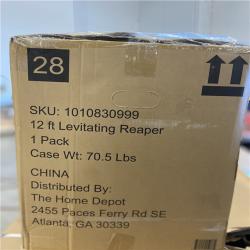 28
SKU: 1010830999
12 ft Levitating Reaper
1 Pack
Case Wt: 70.5 Lbs
CHINA
Distributed By:
The Home Depot
2455 Paces Ferry Rd SE
Atlanta, GA 30339